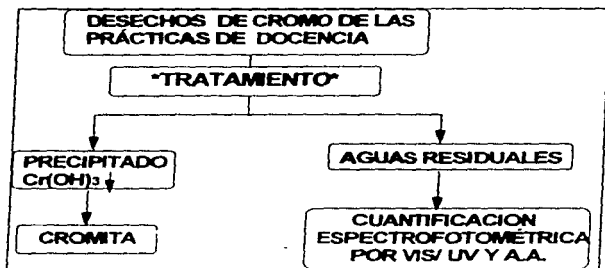 DESECHOS DE CROMO DE LAS
PRÁCTICAS DE DOCENCIA
*TRATAMIENTO*
PRECIPITADO
Cr(OH)₃ ↓
AGUAS RESIDUALES
CROMITA
CUANTIFICACION
ESPECTROFOTOMÉTRICA
POR VIS/ UV Y A.A.